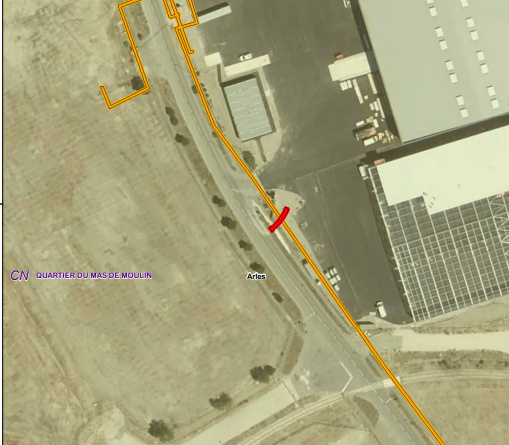 CN QUARTIER DU MAS DE MOULIN
Arles